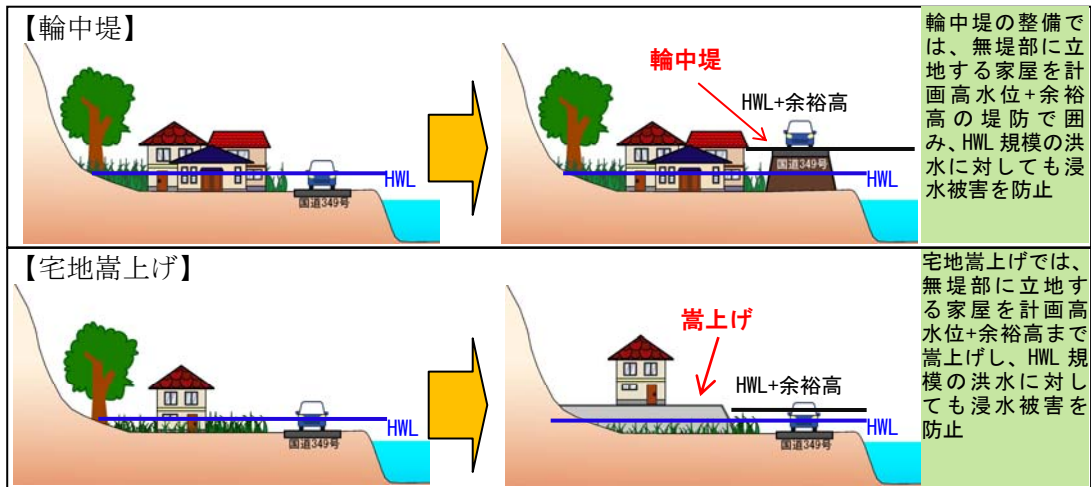 【輪中堤】
HWL
国道349号
輪中堤
HWL+余裕高
国道349号
HWL
輪中堤の整備で
は、無堤部に立
地する家屋を計
画高水位+余裕
高の堤防で囲
み、HWL 規模の洪
水に対しても浸
水被害を防止
【宅地嵩上げ】
HWL
国道349号
嵩上げ
HWL+余裕高
HWL
国道349号
宅地嵩上げでは、
無堤部に立地す
る家屋を計画高
水位+余裕高まで
嵩上げし、HWL 規
模の洪水に対し
ても浸水被害を
防止